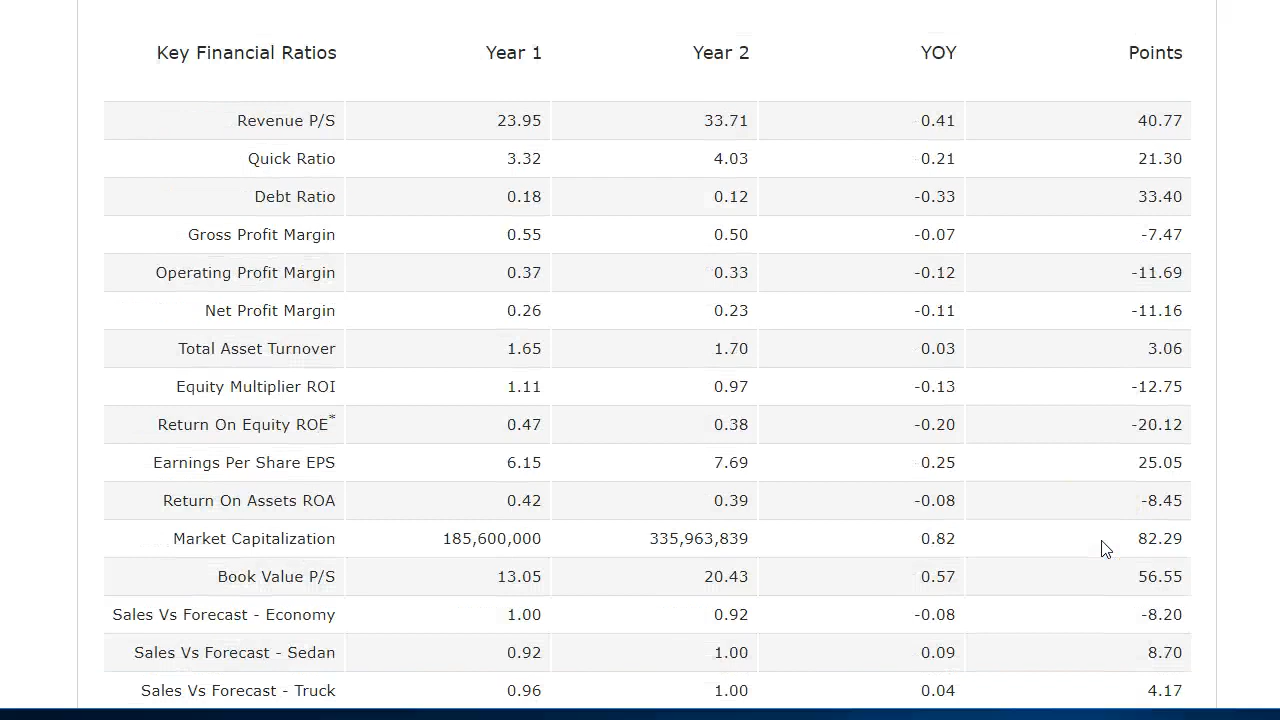 Key Financial Ratios Year 1 Year 2 YOY Points
Revenue P/S 23.95 33.71 0.41 40.77
Quick Ratio 3.32 4.03 0.21 21.30
Debt Ratio 0.18 0.12 -0.33 33.40
Gross Profit Margin 0.55 0.50 -0.07 -7.47
Operating Profit Margin 0.37 0.33 -0.12 -11.69
Net Profit Margin 0.26 0.23 -0.11 -11.16
Total Asset Turnover 1.65 1.70 0.03 3.06
Equity Multiplier ROI 1.11 0.97 -0.13 -12.75
Return On Equity ROE* 0.47 0.38 -0.20 -20.12
Earnings Per Share EPS 6.15 7.69 0.25 25.05
Return On Assets ROA 0.42 0.39 -0.08 -8.45
Market Capitalization 185,600,000 335,963,839 0.82 82.29
Book Value P/S 13.05 20.43 0.57 56.55
Sales Vs Forecast - Economy 1.00 0.92 -0.08 -8.20
Sales Vs Forecast - Sedan 0.92 1.00 0.09 8.70
Sales Vs Forecast - Truck 0.96 1.00 0.04 4.17